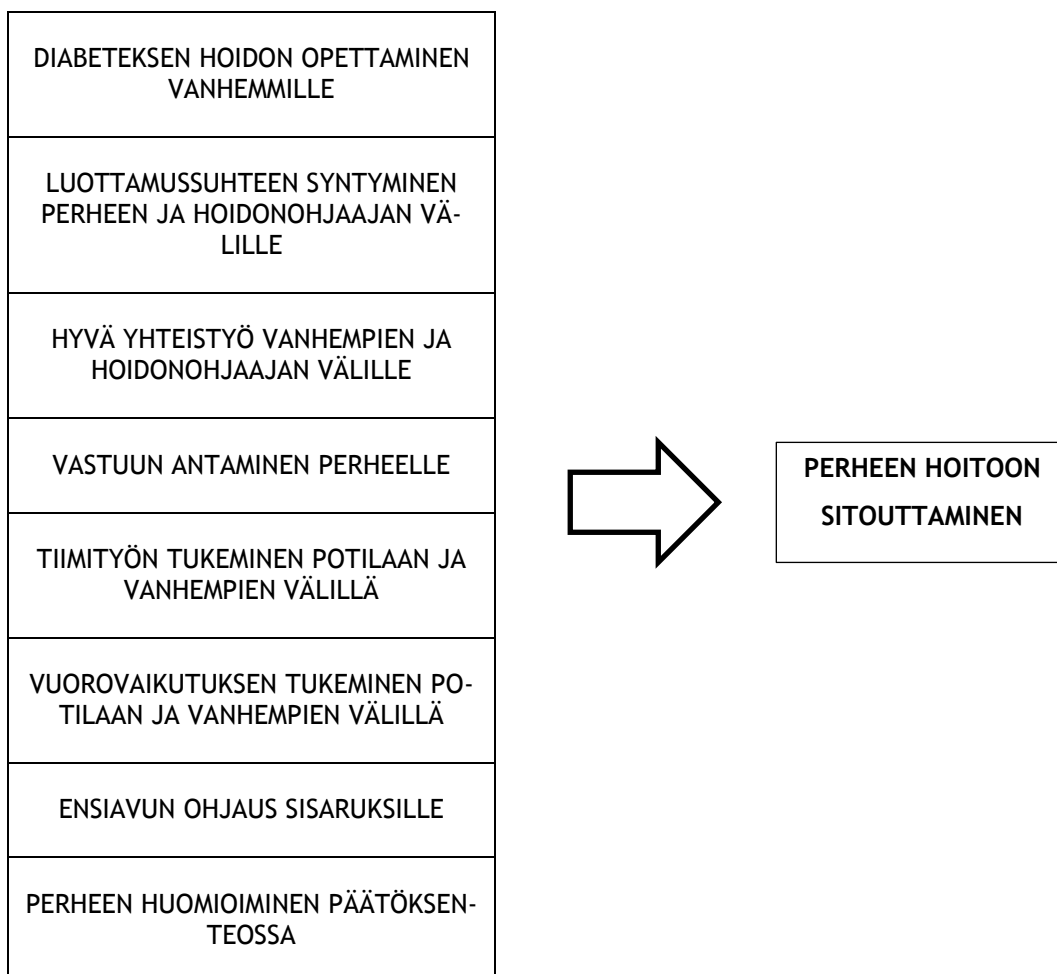 DIABETEKSEN HOIDON OPETTAMINEN
VANHEMMILLE
LUOTTAMUSSUHTEEN SYNTYMINEN
PERHEEN JA HOIDONOHJAAJAN VÄ-
LILLE
HYVÄ YHTEISTYÖ VANHEMPIEN JA
HOIDONOHJAAJAN VÄLILLE
VASTUUN ANTAMINEN PERHEELLE
TIIMITYÖN TUKEMINEN POTILAAN JA
VANHEMPIEN VÄLILLÄ
VUOROVAIKUTUKSEN TUKEMINEN PO-
TILAAN JA VANHEMPIEN VÄLILLÄ
ENSIAVUN OHJAUS SISARUKSILLE
PERHEEN HUOMIOIMINEN PÄÄTÖKSEN-
TEOSSA
PERHEEN HOITOON
SITOUTTAMINEN